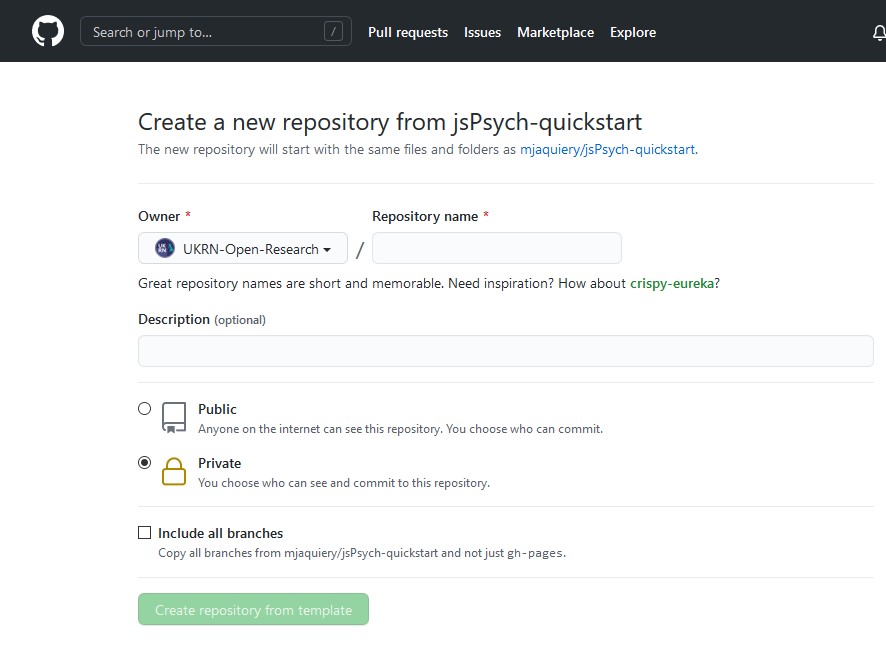 Search or jump to... /
Pull requests Issues Marketplace Explore
Create a new repository from jsPsych-quickstart
The new repository will start with the same files and folders as mjaquiery/jsPsych-quickstart.
Owner * Repository name *
UK RN UKRN-Open-Research /
Great repository names are short and memorable. Need inspiration? How about crispy-eureka?
Description (optional)
Public
Anyone on the internet can see this repository. You choose who can commit.
Private
You choose who can see and commit to this repository.
Include all branches
Copy all branches from mjaquiery/jsPsych-quickstart and not just gh-pages.
Create repository from template